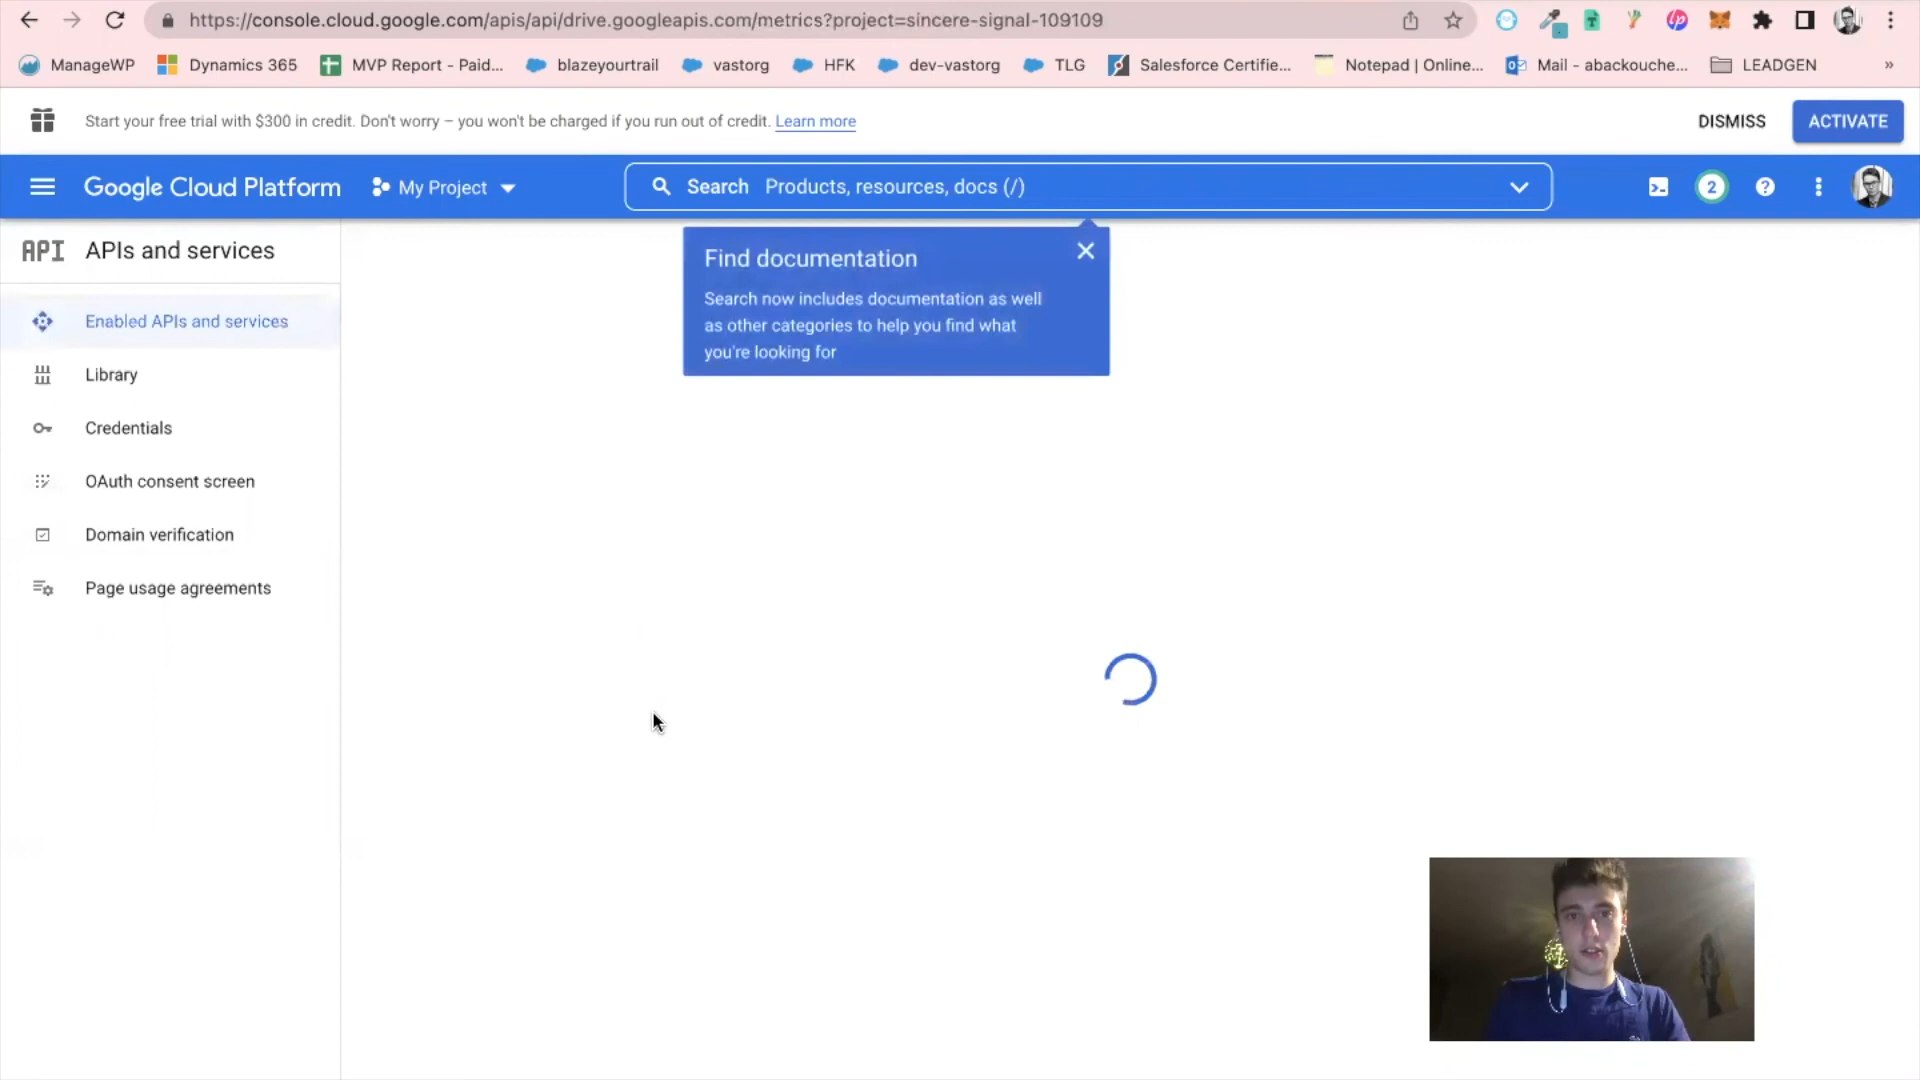 https://console.cloud.google.com/apis/api/drive.googleapis.com/metrics?project=sincere-signal-109109
ManageWP
Dynamics 365
MVP Report - Paid...
blazeyourtrail
vastorg
HFK
dev-vastorg
TLG
Salesforce Certifie...
Notepad | Online...
Mail - abackouche...
LEADGEN
»
Start your free trial with $300 in credit. Don't worry – you won't be charged if you run out of credit. Learn more
DISMISS
ACTIVATE
Google Cloud Platform
My Project
Search Products, resources, docs (/)
2
API APIs and services
Enabled APIs and services
Library
Credentials
OAuth consent screen
Domain verification
Page usage agreements
Find documentation
Search now includes documentation as well
as other categories to help you find what
you're looking for